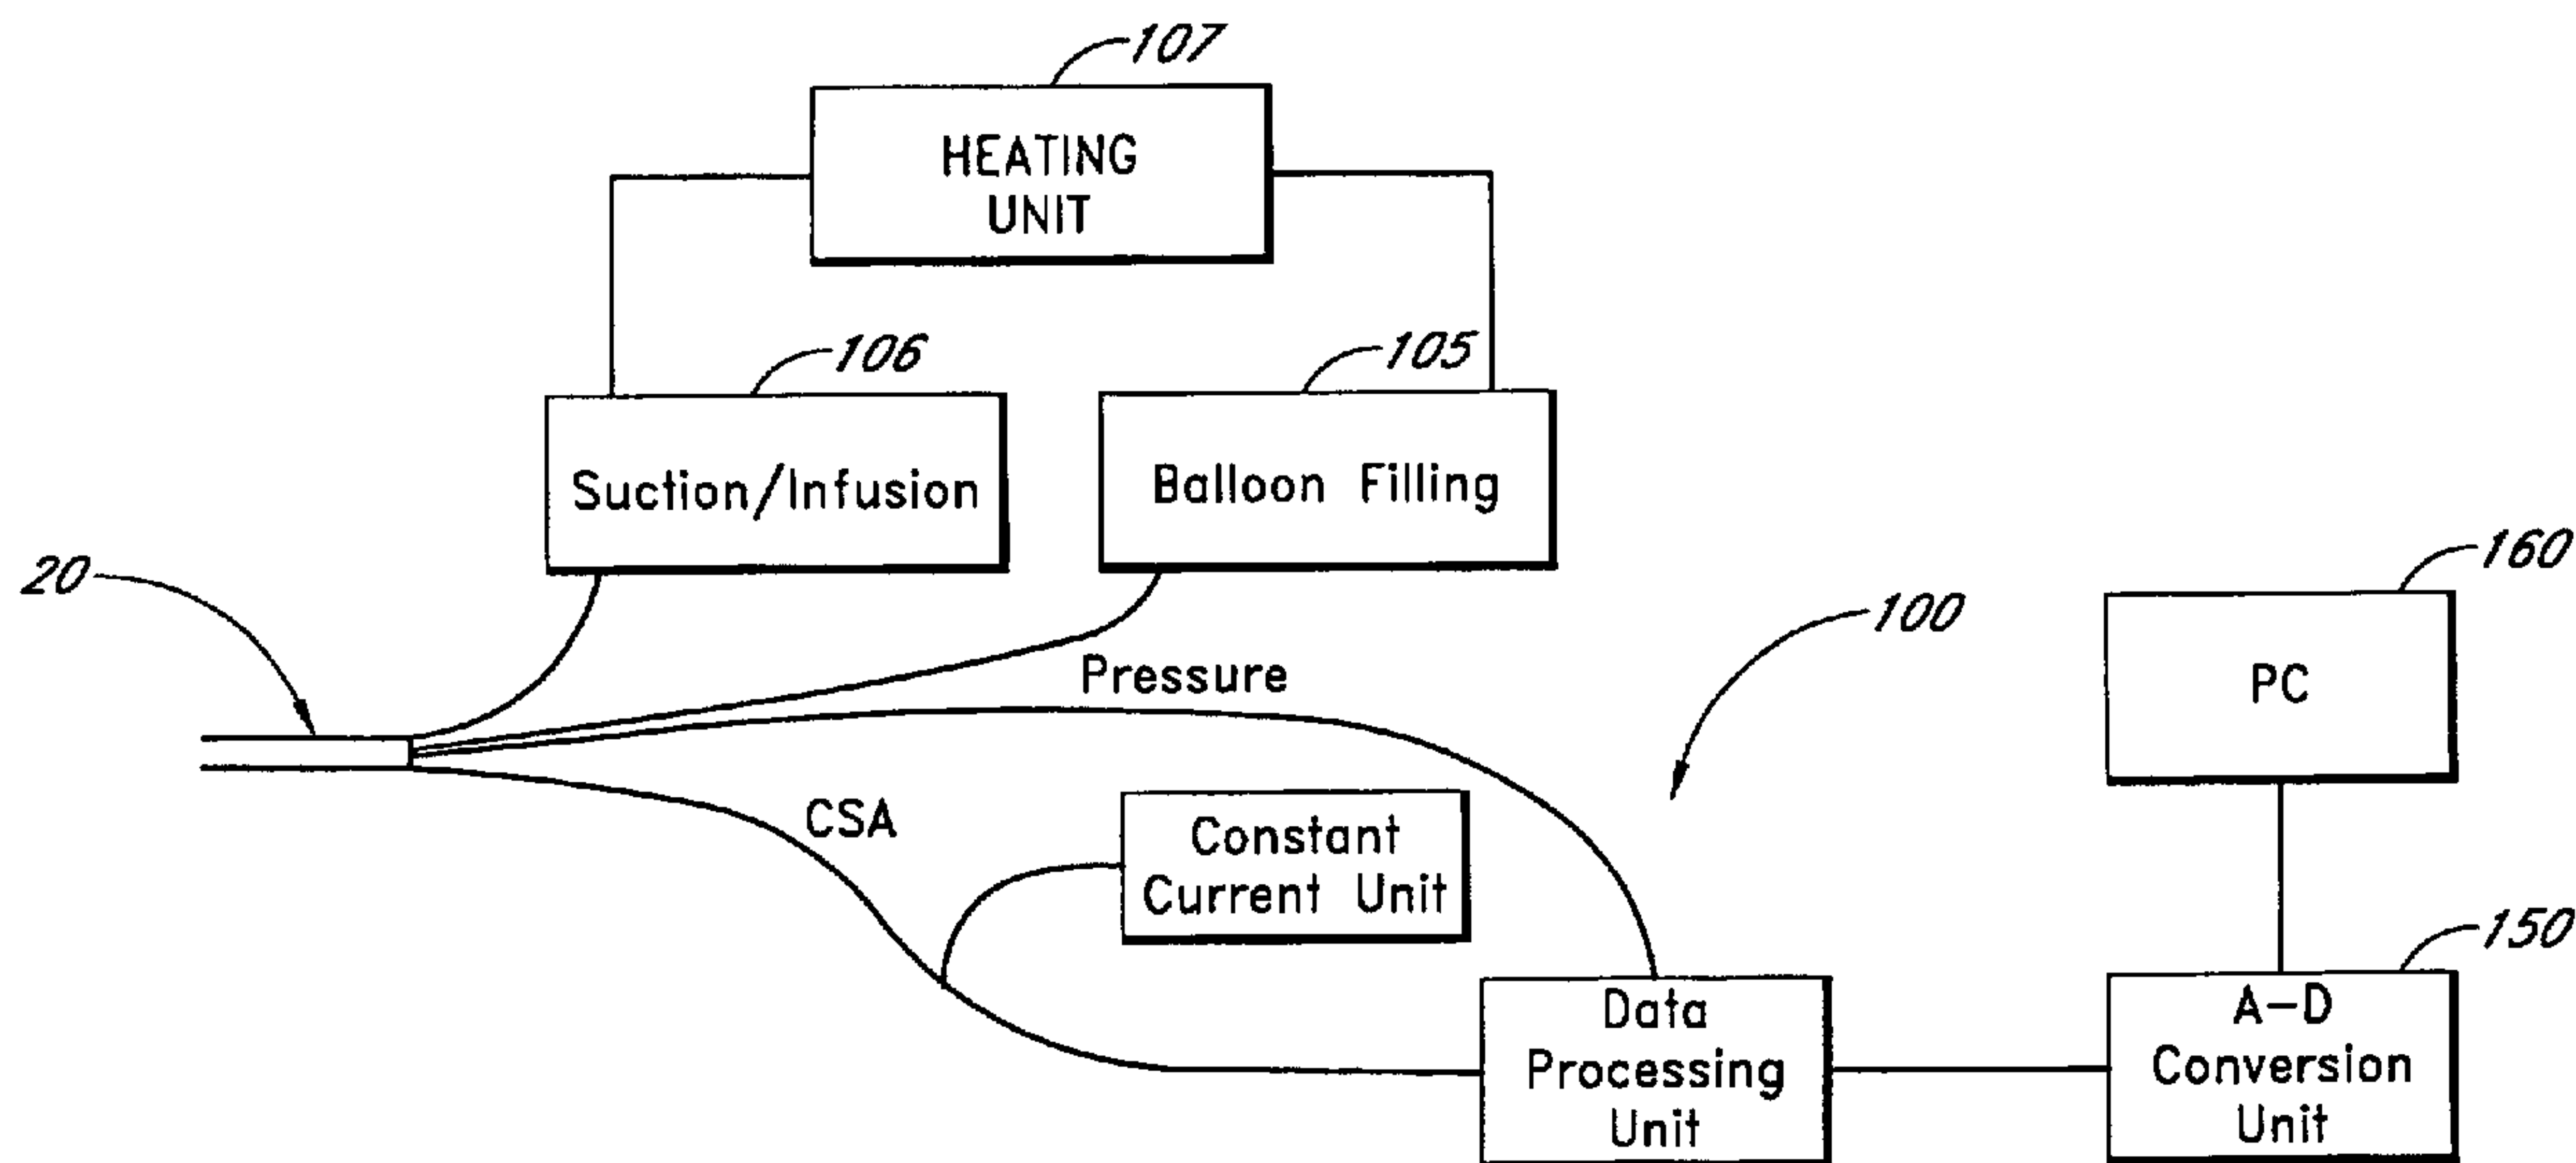 107
HEATING
UNIT
106
105
Suction/Infusion
Balloon Filling
20
160
100
Pressure
PC
CSA
Constant
Current Unit
150
Data
Processing
Unit
A-D
Conversion
Unit